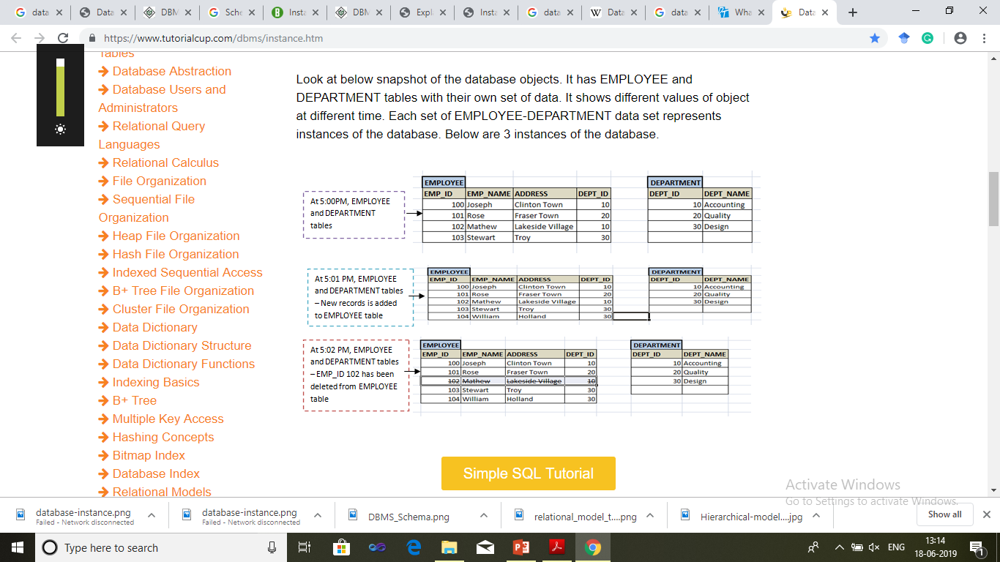 data
Data
DBM
Sche
Insta
DBM
Expl
Insta
data
Data
data
Wha
Data
https://www.tutorialcup.com/dbms/instance.htm
Tables
Database Abstraction
Database Users and
Administrators
Relational Query
Languages
Relational Calculus
File Organization
Sequential File
Organization
Heap File Organization
Hash File Organization
Indexed Sequential Access
B+ Tree File Organization
Cluster File Organization
Data Dictionary
Data Dictionary Structure
Data Dictionary Functions
Indexing Basics
B+ Tree
Multiple Key Access
Hashing Concepts
Bitmap Index
Database Index
Relational Models
Look at below snapshot of the database objects. It has EMPLOYEE and
DEPARTMENT tables with their own set of data. It shows different values of object
at different time. Each set of EMPLOYEE-DEPARTMENT data set represents
instances of the database. Below are 3 instances of the database.
At 5:00PM, EMPLOYEE
and DEPARTMENT
tables
EMPLOYEE
EMP_ID EMP_NAME ADDRESS DEPT_ID
100 Joseph Clinton Town 10
101 Rose Fraser Town 20
102 Mathew Lakeside Village 10
103 Stewart Troy 30
DEPARTMENT
DEPT_ID DEPT_NAME
10 Accounting
20 Quality
30 Design
At 5:01 PM, EMPLOYEE
and DEPARTMENT tables
– New records is added
to EMPLOYEE table
EMPLOYEE
EMP_ID EMP_NAME ADDRESS DEPT_ID
100 Joseph Clinton Town 10
101 Rose Fraser Town 20
102 Mathew Lakeside Village 10
103 Stewart Troy 30
104 William Holland 30
DEPARTMENT
DEPT_ID DEPT_NAME
10 Accounting
20 Quality
30 Design
At 5:02 PM, EMPLOYEE
and DEPARTMENT tables
– EMP_ID 102 has been
deleted from EMPLOYEE
table
EMPLOYEE
EMP_ID EMP_NAME ADDRESS DEPT_ID
100 Joseph Clinton Town 10
101 Rose Fraser Town 20
102 Mathew Lakeside Village 10
103 Stewart Troy 30
104 William Holland 30
DEPARTMENT
DEPT_ID DEPT_NAME
10 Accounting
20 Quality
30 Design
Simple SQL Tutorial
Activate Windows
Go to Settings to activate Windows.
database-instance.png
Failed - Network disconnected
database-instance.png
Failed - Network disconnected
DBMS_Schema.png
relational_model_t....png
Hierarchical-model....jpg
Show all
Type here to search
ENG
13:14
18-06-2019
1